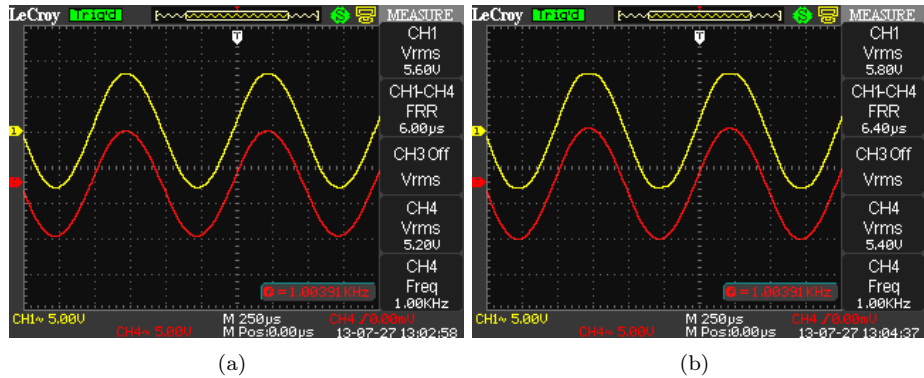 LeCroy Trig'd S MEASURE
T
CH1
Vrms
5.60V
CH1-CH4
FRR
6.00µs
CH3 Off
Vrms
CH4
Vrms
5.20V
CH4
Freq
1.00KHz
1
f = 1.00391KHz
CH1~ 5.00V M 250µs CH4 /0.00mV
CH4~ 5.00V M Pos:0.00µs 13-07-27 13:02:58
(a)
LeCroy Trig'd S MEASURE
T
CH1
Vrms
5.80V
CH1-CH4
FRR
6.40µs
CH3 Off
Vrms
CH4
Vrms
5.40V
CH4
Freq
1.00KHz
1
f = 1.00391KHz
CH1~ 5.00V M 250µs CH4 /0.00mV
CH4~ 5.00V M Pos:0.00µs 13-07-27 13:04:37
(b)